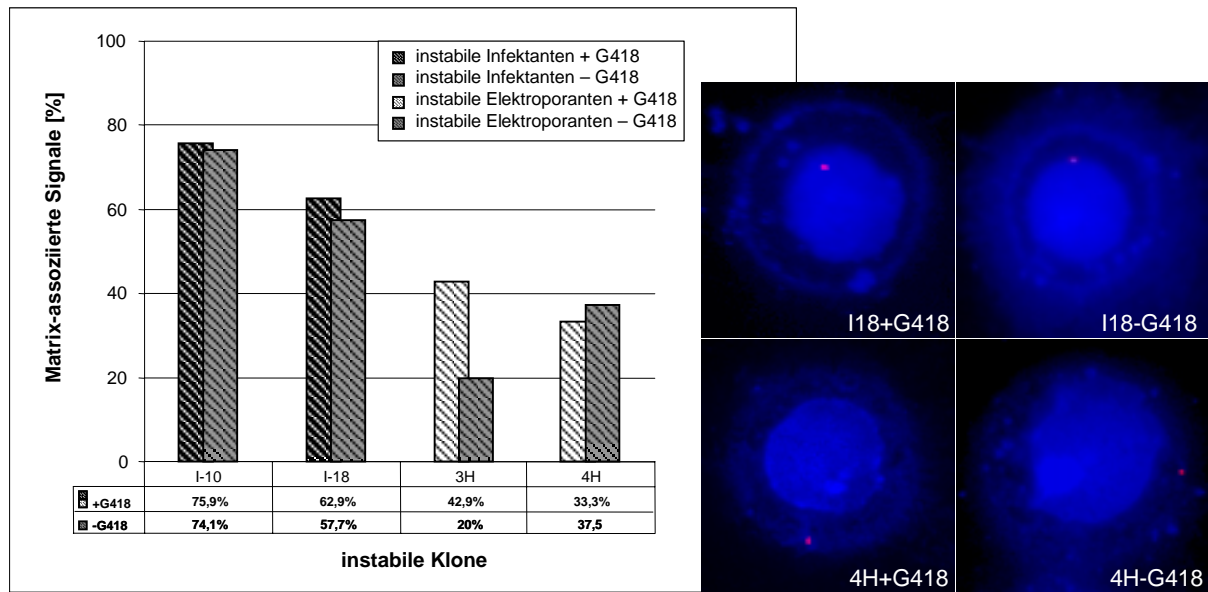 Matrix-assoziierte Signale [%]
100
80
60
40
20
0
instabile Infektanten + G418
instabile Infektanten – G418
instabile Elektroporanten + G418
instabile Elektroporanten – G418
I-10 I-18 3H 4H
+G418 75,9% 62,9% 42,9% 33,3%
-G418 74,1% 57,7% 20% 37,5
instabile Klone
I18+G418 I18-G418
4H+G418 4H-G418